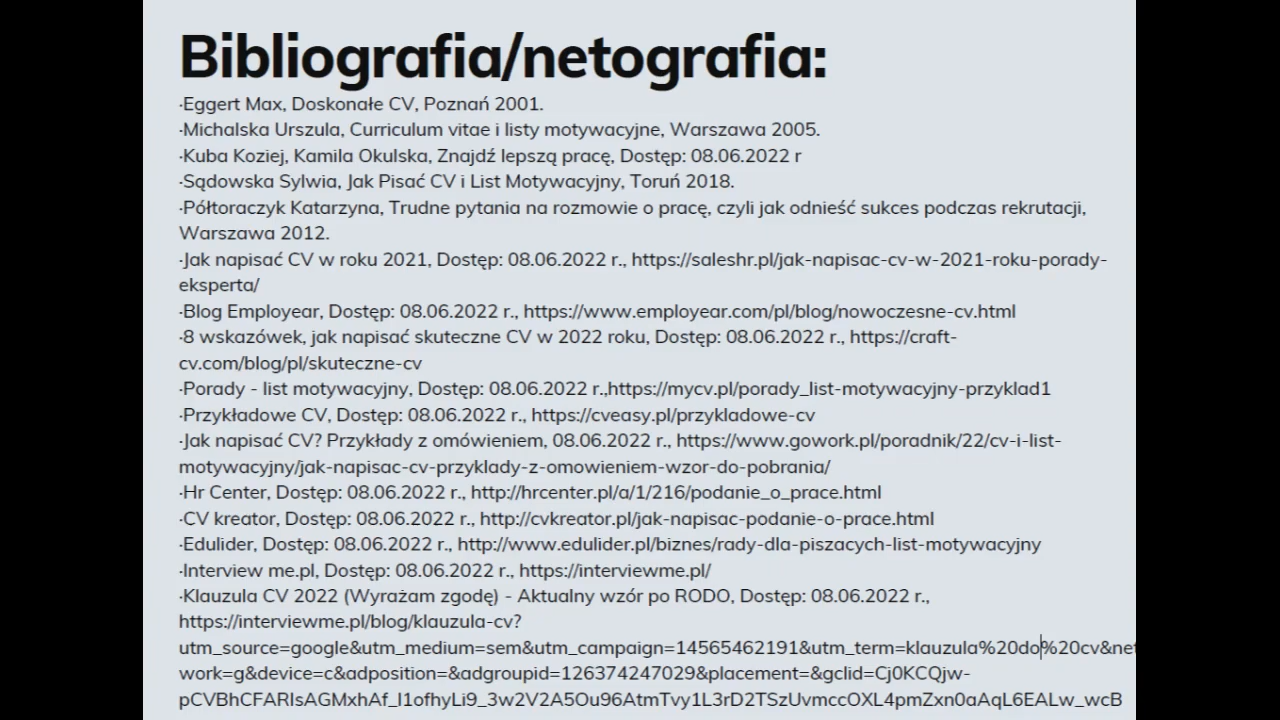 Bibliografia/netografia:
·Eggert Max, Doskonałe CV, Poznań 2001.
·Michalska Urszula, Curriculum vitae i listy motywacyjne, Warszawa 2005.
·Kuba Koziej, Kamila Okulska, Znajdź lepszą pracę, Dostęp: 08.06.2022 r
·Sądowska Sylwia, Jak Pisać CV i List Motywacyjny, Toruń 2018.
·Półtoraczyk Katarzyna, Trudne pytania na rozmowie o pracę, czyli jak odnieść sukces podczas rekrutacji,
Warszawa 2012.
·Jak napisać CV w roku 2021, Dostęp: 08.06.2022 r., https://saleshr.pl/jak-napisac-cv-w-2021-roku-porady-
eksperta/
·Blog Employear, Dostęp: 08.06.2022 r., https://www.employear.com/pl/blog/nowoczesne-cv.html
·8 wskazówek, jak napisać skuteczne CV w 2022 roku, Dostęp: 08.06.2022 r., https://craft-
cv.com/blog/pl/skuteczne-cv
·Porady - list motywacyjny, Dostęp: 08.06.2022 r.,https://mycv.pl/porady_list-motywacyjny-przyklad1
·Przykładowe CV, Dostęp: 08.06.2022 r., https://cveasy.pl/przykladowe-cv
·Jak napisać CV? Przykłady z omówieniem, 08.06.2022 r., https://www.gowork.pl/poradnik/22/cv-i-list-
motywacyjny/jak-napisac-cv-przyklady-z-omowieniem-wzor-do-pobrania/
·Hr Center, Dostęp: 08.06.2022 r., http://hrcenter.pl/a/1/216/podanie_o_prace.html
·CV kreator, Dostęp: 08.06.2022 r., http://cvkreator.pl/jak-napisac-podanie-o-prace.html
·Edulider, Dostęp: 08.06.2022 r., http://www.edulider.pl/biznes/rady-dla-piszacych-list-motywacyjny
·Interview me.pl, Dostęp: 08.06.2022 r., https://interviewme.pl/
·Klauzula CV 2022 (Wyrażam zgodę) - Aktualny wzór po RODO, Dostęp: 08.06.2022 r.,
https://interviewme.pl/blog/klauzula-cv?
utm_source=google&utm_medium=sem&utm_campaign=14565462191&utm_term=klauzula%20do%20cv&net
work=g&device=c&adposition=&adgroupid=126374247029&placement=&gclid=Cj0KCQjw-
pCVBhCFARIsAGMxhAf_I1ofhyLi9_3w2V2A5Ou96AtmTvy1L3rD2TSzUvmccOXL4pmZxn0aAqL6EALw_wcB